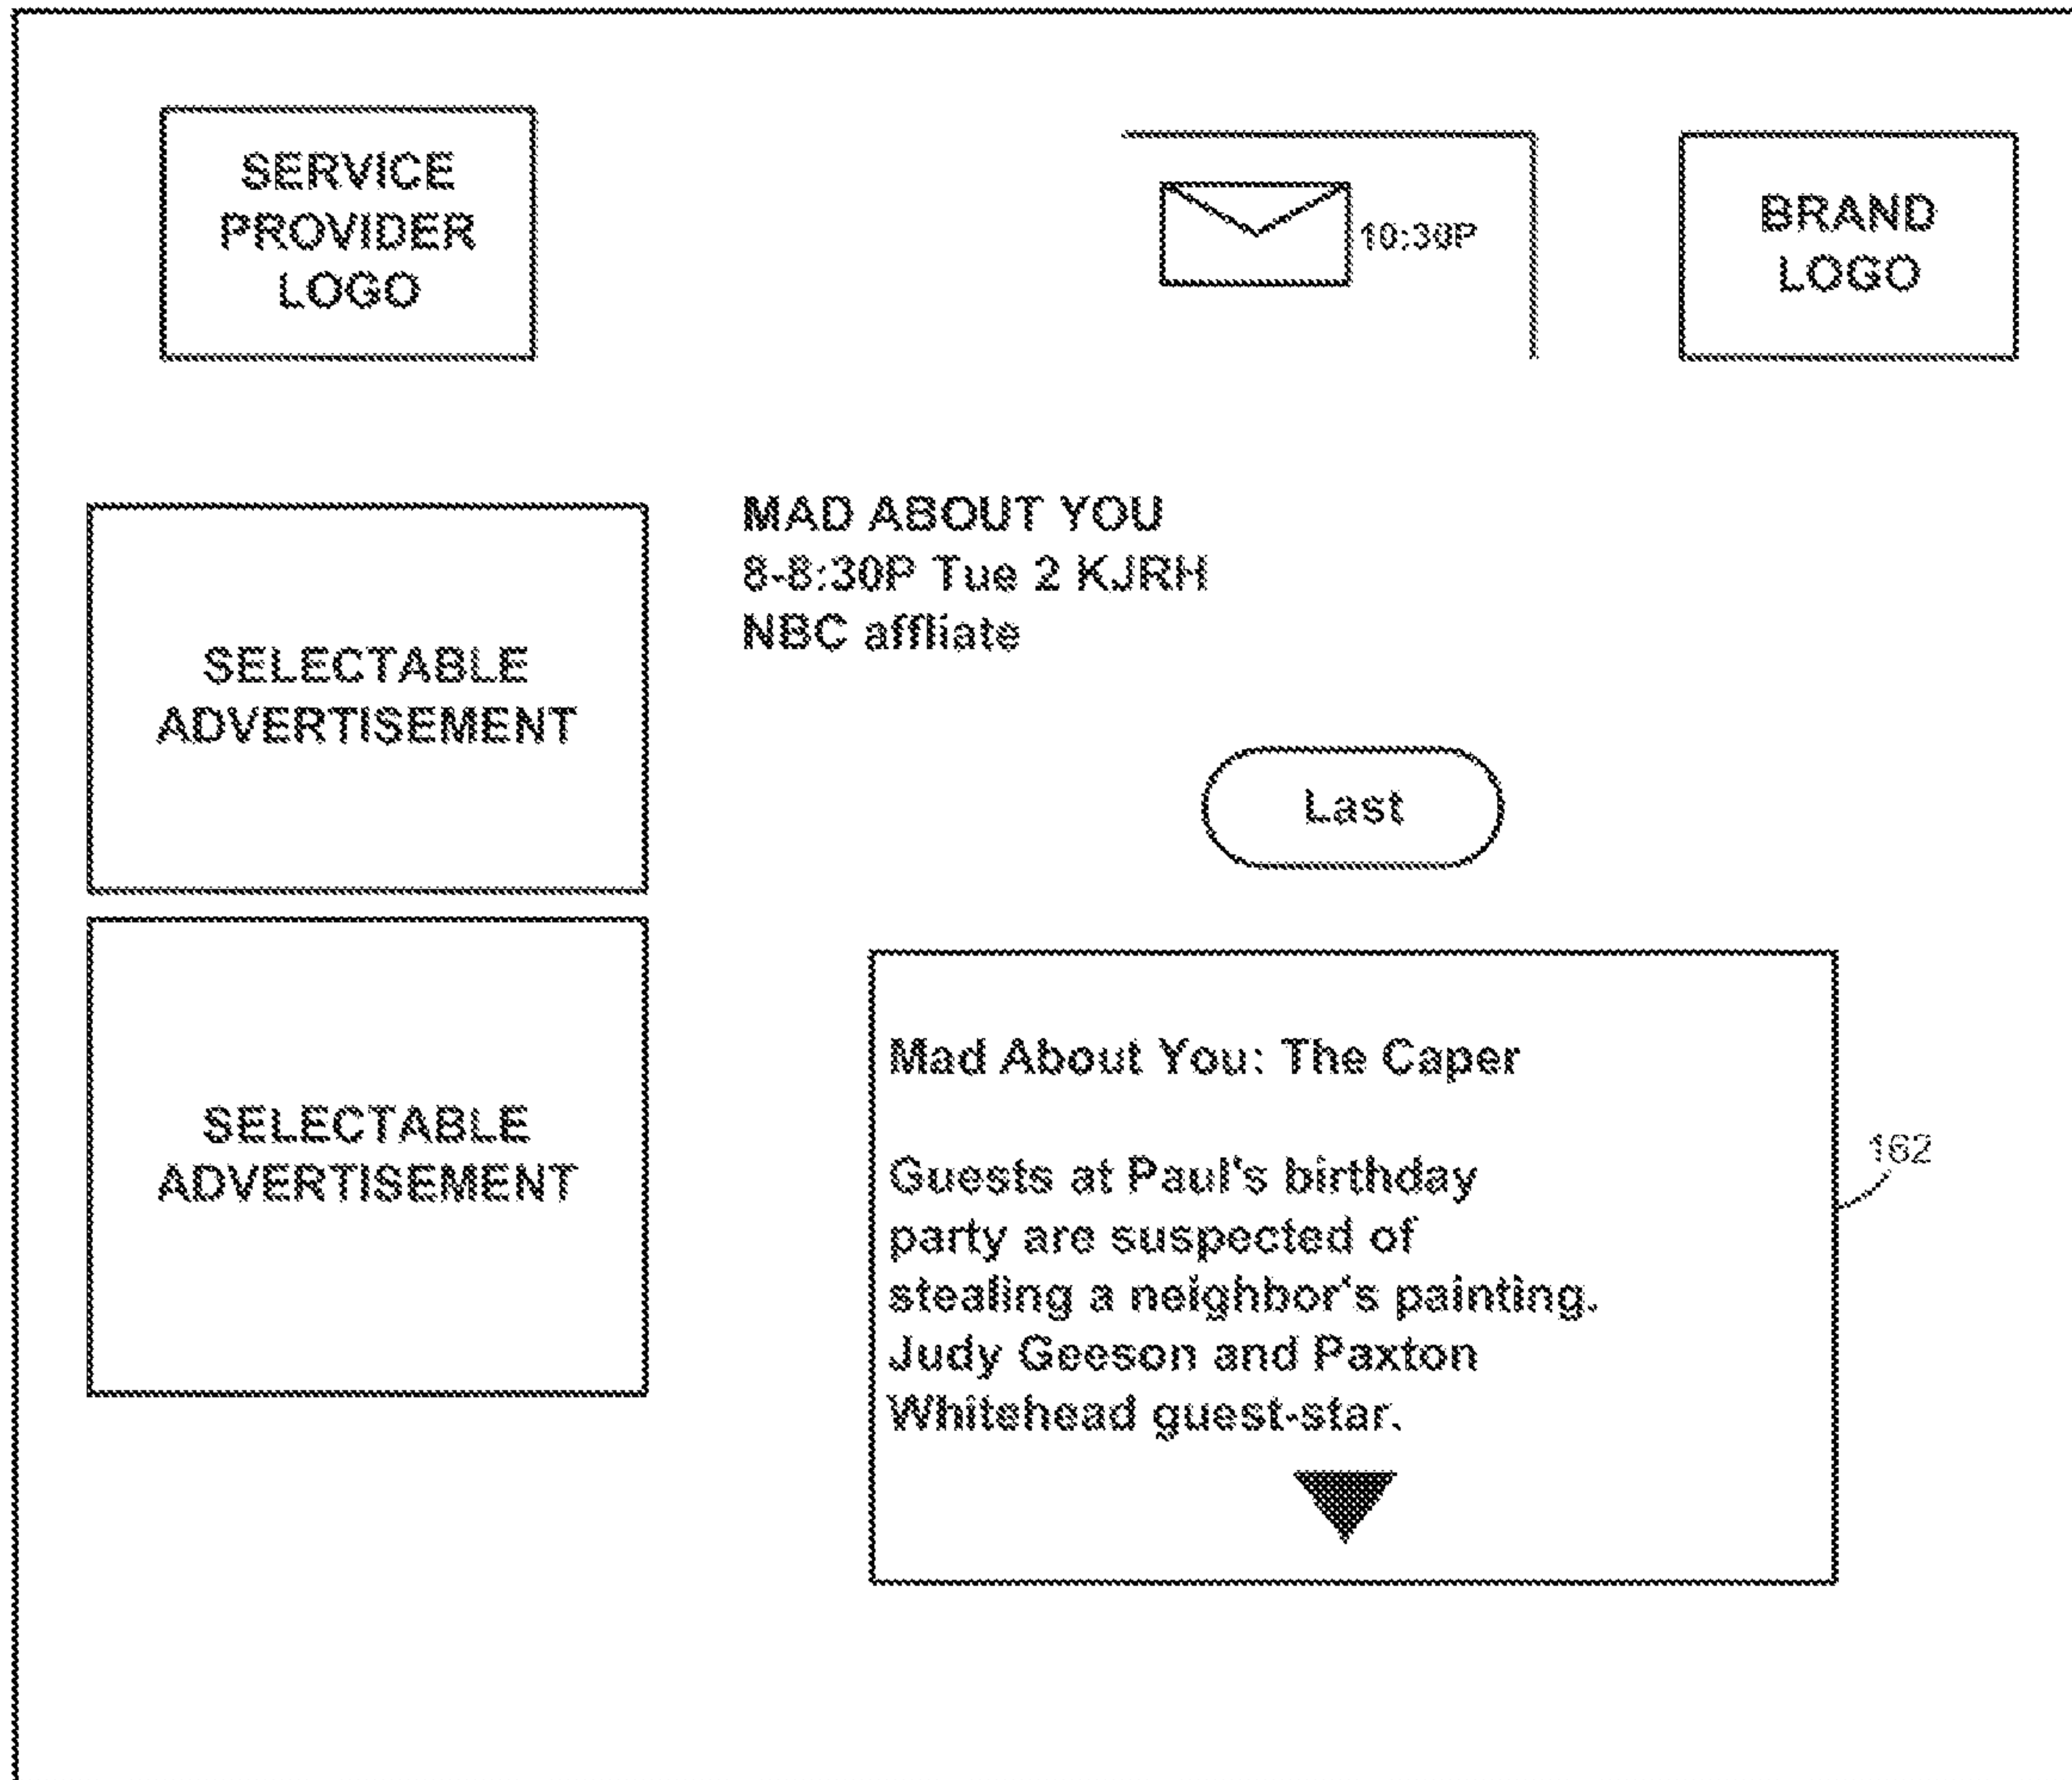 SERVICE
PROVIDER
LOGO
10:30P
BRAND
LOGO
SELECTABLE
ADVERTISEMENT
MAD ABOUT YOU
8-8:30P Tue 2 KJRH
NBC affliate
Last
SELECTABLE
ADVERTISEMENT
Mad About You: The Caper
Guests at Paul's birthday
party are suspected of
stealing a neighbor's painting.
Judy Geeson and Paxton
Whitehead guest-star.
162